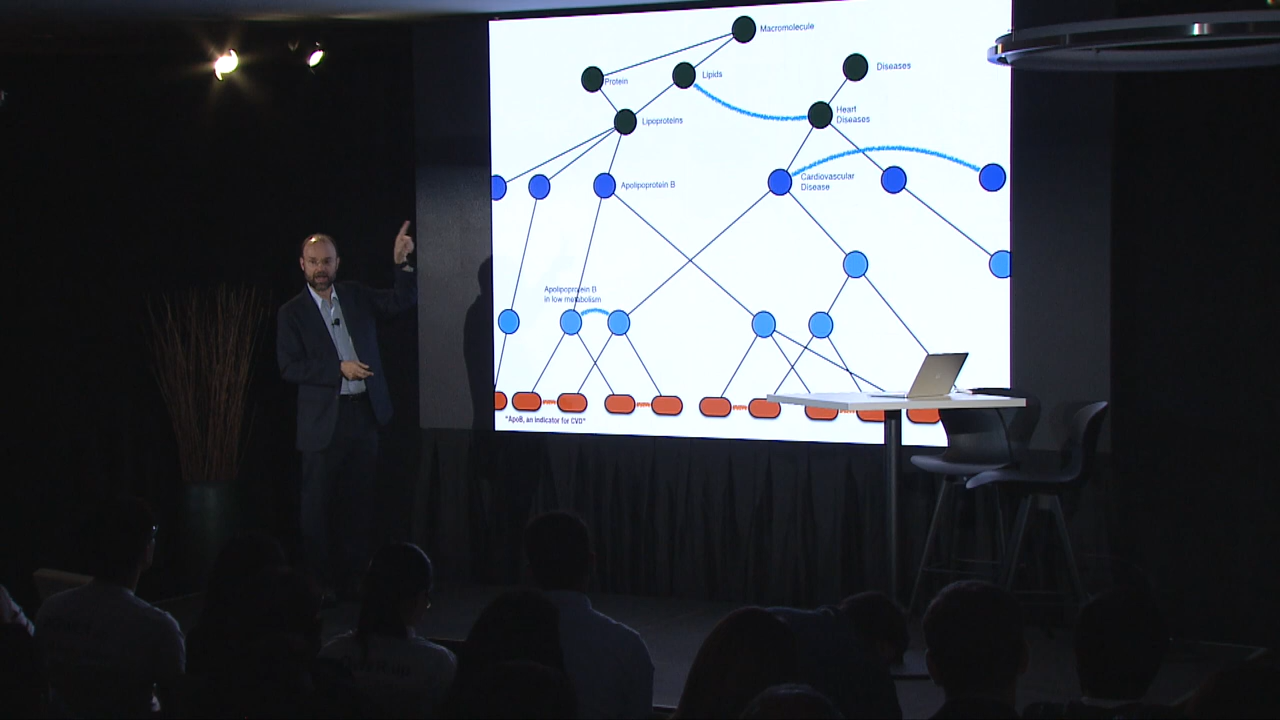 Macromolecule
Protein
Lipids
Diseases
Lipoproteins
Heart
Diseases
Apolipoprotein B
Cardiovascular
Disease
Apolipoprotein B
in low metabolism
"ApoB, an indicator for CVD"